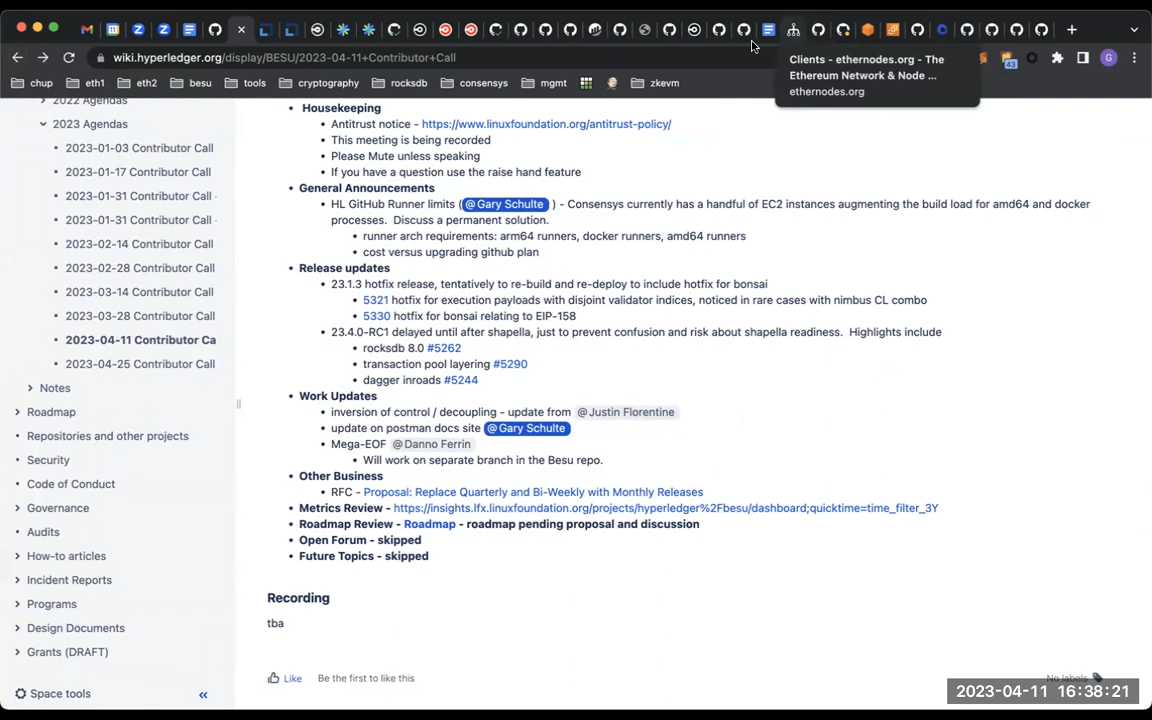 wiki.hyperledger.org/display/BESU/2023-04-11+Contributor+Call
43
G
chup
eth1
eth2
besu
tools
cryptography
rocksdb
consensys
mgmt
zkevm
Clients - ethernodes.org - The
Ethereum Network & Node ...
ethernodes.org
2022 Agendas
2023 Agendas
2023-01-03 Contributor Call
2023-01-17 Contributor Call
2023-01-31 Contributor Call -
2023-01-31 Contributor Call -
2023-02-14 Contributor Call
2023-02-28 Contributor Call
2023-03-14 Contributor Call
2023-03-28 Contributor Call
2023-04-11 Contributor Ca
2023-04-25 Contributor Call
Notes
Roadmap
Repositories and other projects
Security
Code of Conduct
Governance
Audits
How-to articles
Incident Reports
Programs
Design Documents
Grants (DRAFT)
Space tools
Housekeeping
Antitrust notice - https://www.linuxfoundation.org/antitrust-policy/
This meeting is being recorded
Please Mute unless speaking
If you have a question use the raise hand feature
General Announcements
HL GitHub Runner limits (@Gary Schulte ) - Consensys currently has a handful of EC2 instances augmenting the build load for amd64 and docker
processes. Discuss a permanent solution.
runner arch requirements: arm64 runners, docker runners, amd64 runners
cost versus upgrading github plan
Release updates
23.1.3 hotfix release, tentatively to re-build and re-deploy to include hotfix for bonsai
5321 hotfix for execution payloads with disjoint validator indices, noticed in rare cases with nimbus CL combo
5330 hotfix for bonsai relating to EIP-158
23.4.0-RC1 delayed until after shapella, just to prevent confusion and risk about shapella readiness. Highlights include
rocksdb 8.0 #5262
transaction pool layering #5290
dagger inroads #5244
Work Updates
inversion of control / decoupling - update from @Justin Florentine
update on postman docs site @Gary Schulte
Mega-EOF @Danno Ferrin
Will work on separate branch in the Besu repo.
Other Business
RFC - Proposal: Replace Quarterly and Bi-Weekly with Monthly Releases
Metrics Review - https://insights.lfx.linuxfoundation.org/projects/hyperledger%2Fbesu/dashboard;quicktime=time_filter_3Y
Roadmap Review - Roadmap - roadmap pending proposal and discussion
Open Forum - skipped
Future Topics - skipped
Recording
tba
Like
Be the first to like this
No labels
2023-04-11 16:38:21